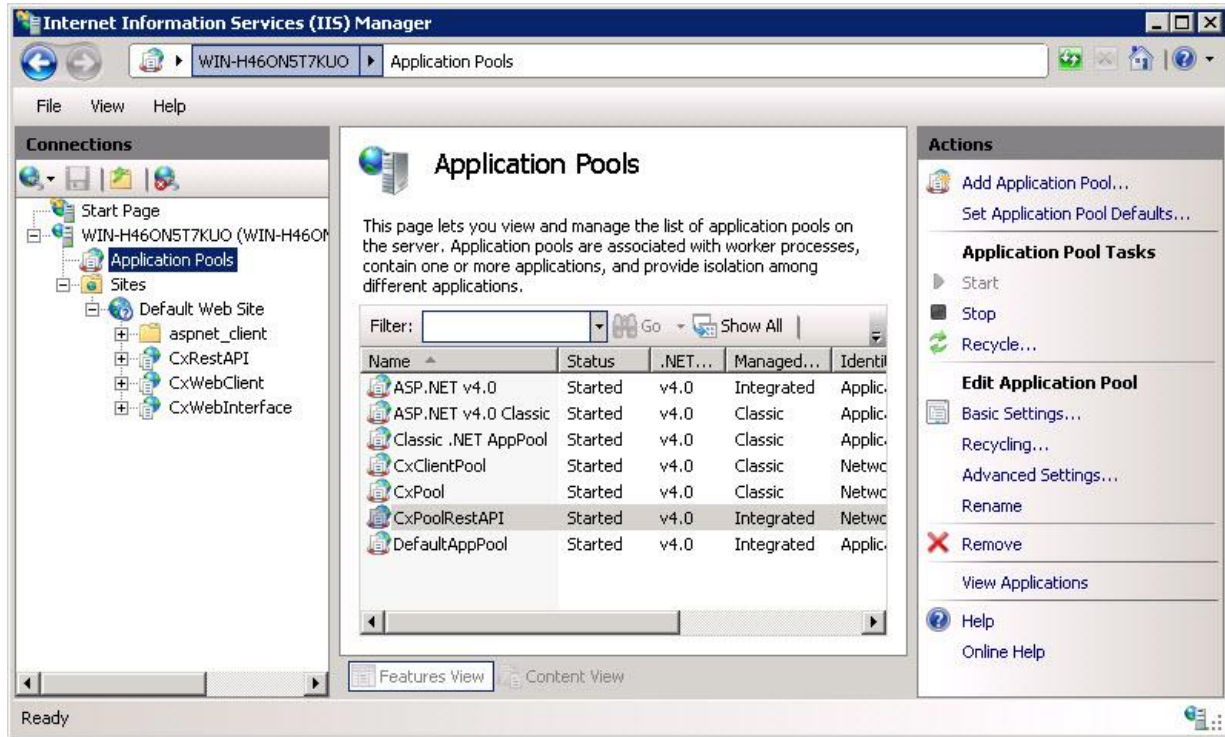 Internet Information Services (IIS) Manager
WIN-H46ON5T7KUO Application Pools
File View Help
Connections
Start Page
WIN-H46ON5T7KUO (WIN-H46ON
Application Pools
Sites
Default Web Site
aspnet_client
CxRestAPI
CxWebClient
CxWebInterface
Application Pools
This page lets you view and manage the list of application pools on
the server. Application pools are associated with worker processes,
contain one or more applications, and provide isolation among
different applications.
Filter: Go Show All
Name Status .NET... Managed... Identit
ASP.NET v4.0 Started v4.0 Integrated Applic
ASP.NET v4.0 Classic Started v4.0 Classic Applic
Classic .NET AppPool Started v4.0 Classic Applic
CxClientPool Started v4.0 Classic Netwo
CxPool Started v4.0 Classic Netwo
CxPoolRestAPI Started v4.0 Integrated Netwo
DefaultAppPool Started v4.0 Integrated Applic
Features View Content View
Actions
Add Application Pool...
Set Application Pool Defaults...
Application Pool Tasks
Start
Stop
Recycle...
Edit Application Pool
Basic Settings...
Recycling...
Advanced Settings...
Rename
Remove
View Applications
Help
Online Help
Ready